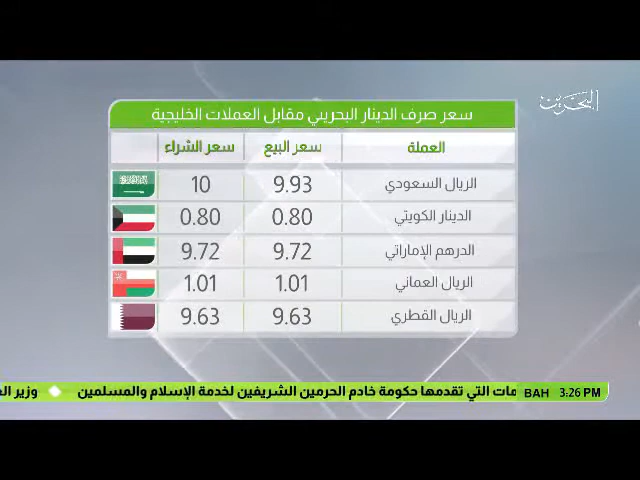 البحرين
سعر صرف الدينار البحريني مقابل العملات الخليجية
العملة سعر البيع سعر الشراء
الريال السعودي 9.93 10
الدينار الكويتي 0.80 0.80
الدرهم الإماراتي 9.72 9.72
الريال العماني 1.01 1.01
الريال القطري 9.63 9.63
3:26 PM BAH مات التي تقدمها حكومة خادم الحرمين الشريفين لخدمة الإسلام والمسلمين وزير